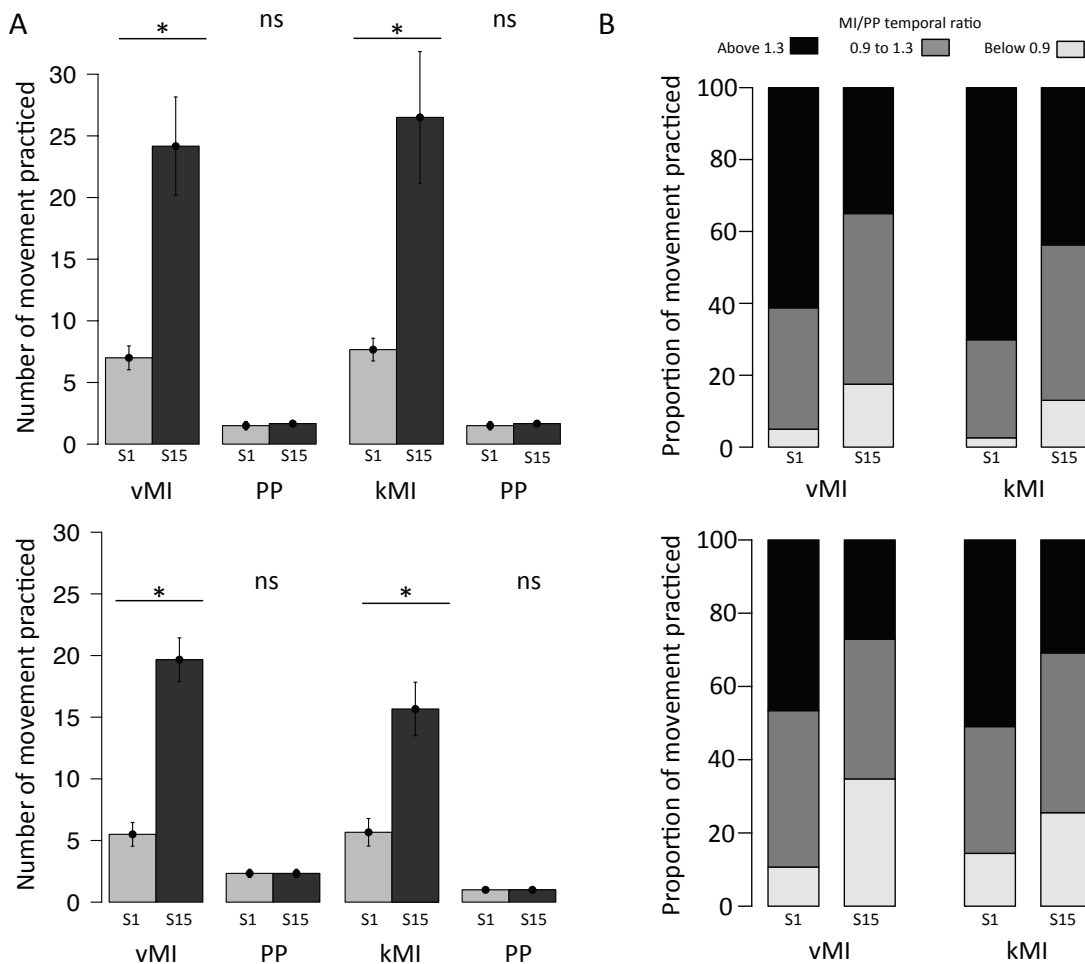 A
Number of movement practiced
30
25
20
15
10
5
0
* ns * ns
S1 S15 S1 S15 S1 S15 S1 S15
vMI PP kMI PP
Number of movement practiced
30
25
20
15
10
5
0
* ns * ns
S1 S15 S1 S15 S1 S15 S1 S15
vMI PP kMI PP
B
MI/PP temporal ratio
Above 1.3 0.9 to 1.3 Below 0.9
Proportion of movement practiced
100
80
60
40
20
0
S1 S15 S1 S15
vMI kMI
Proportion of movement practiced
100
80
60
40
20
0
S1 S15 S1 S15
vMI kMI